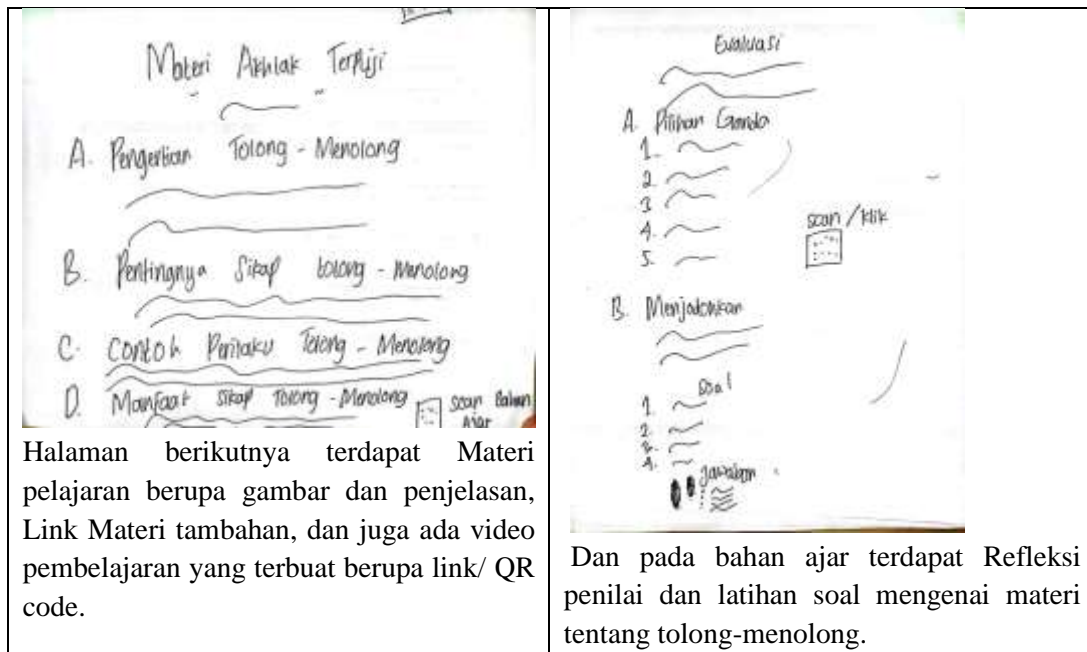 Materi Akhlak Terpuji
A. Pengertian Tolong - Menolong
B. Pentingnya Sikap tolong - Menolong
C. Contoh Perilaku Tolong - Menolong
D. Manfaat Sikap Tolong - Menolong
scan Bahan
Ajar
Halaman berikutnya terdapat Materi
pelajaran berupa gambar dan penjelasan,
Link Materi tambahan, dan juga ada video
pembelajaran yang terbuat berupa link/ QR
code.
Evaluasi
A. Pilihan Ganda
1.
2.
3
4.
5.
scan / klik
B. Menjodohkan
Soal
1.
2.
3.
4.
Jawaban
Dan pada bahan ajar terdapat Refleksi
penilai dan latihan soal mengenai materi
tentang tolong-menolong.